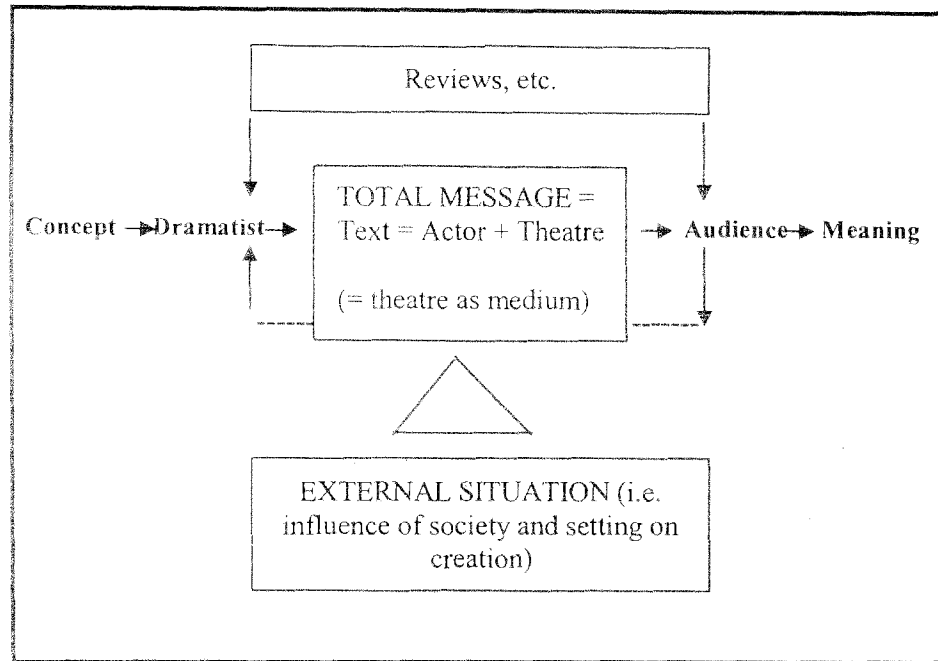 Reviews, etc.
TOTAL MESSAGE =
Text = Actor + Theatre
(= theatre as medium)
Concept
Dramatist
Audience
Meaning
EXTERNAL SITUATION (i.e.
influence of society and setting on
creation)